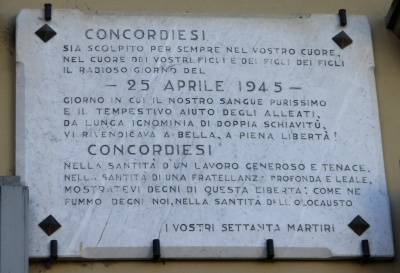 CONCORDIESI
SIA SCOLPITO PER SEMPRE NEL VOSTRO CUORE,
NEL CUORE DEI VOSTRI FIGLI E DEI FIGLI DEI FIGLI
IL RADIOSO GIORNO DEL
— 25 APRILE 1945 —
GIORNO IN CUI IL NOSTRO SANGUE PURISSIMO
E IL TEMPESTIVO AIUTO DEGLI ALLEATI,
DA LUNGA IGNOMINIA DI DOPPIA SCHIAVITÙ,
VI RIVENDICAVA A BELLA, A PIENA LIBERTÀ!
CONCORDIESI
NELLA SANTITÀ D'UN LAVORO GENEROSO E TENACE,
NELLA SANTITÀ DI UNA FRATELLANZA PROFONDA E LEALE,
MOSTRATEVI DEGNI DI QUESTA LIBERTÀ: COME NE
FUMMO DEGNI NOI, NELLA SANTITÀ DELL'OLOCAUSTO
I VOSTRI SETTANTA MARTIRI